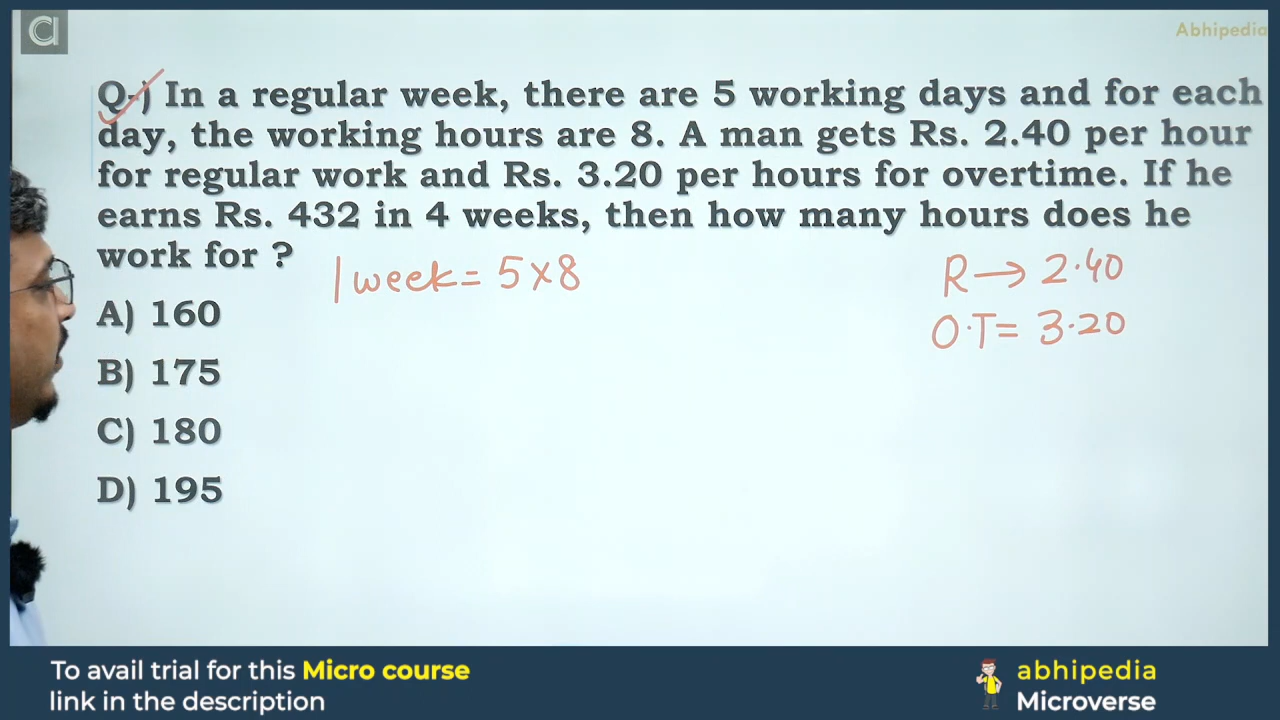 Abhipedia
Q-) In a regular week, there are 5 working days and for each
day, the working hours are 8. A man gets Rs. 2.40 per hour
for regular work and Rs. 3.20 per hours for overtime. If he
earns Rs. 432 in 4 weeks, then how many hours does he
work for ?
1 week = 5×8
R → 2.40
O.T = 3.20
A) 160
B) 175
C) 180
D) 195
To avail trial for this Micro course
link in the description
abhipedia
Microverse